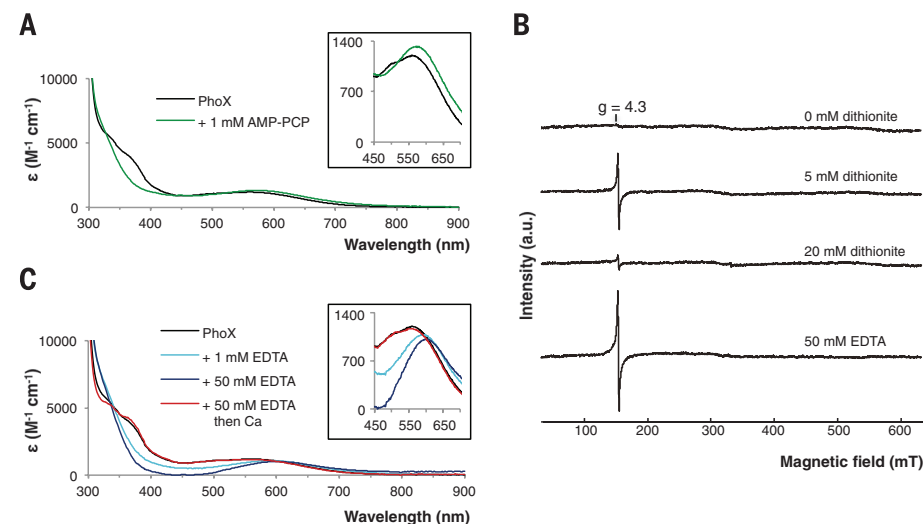 A
ε (M⁻¹ cm⁻¹)
10000
5000
0
300 400 500 600 700 800 900
Wavelength (nm)
PhoX
+ 1 mM AMP-PCP
1400
700
0
450 550 650
B
Intensity (a.u.)
g = 4.3
0 mM dithionite
5 mM dithionite
20 mM dithionite
50 mM EDTA
100 200 300 400 500 600
Magnetic field (mT)
C
ε (M⁻¹ cm⁻¹)
10000
5000
0
300 400 500 600 700 800 900
Wavelength (nm)
PhoX
+ 1 mM EDTA
+ 50 mM EDTA
+ 50 mM EDTA
then Ca
1400
700
0
450 550 650